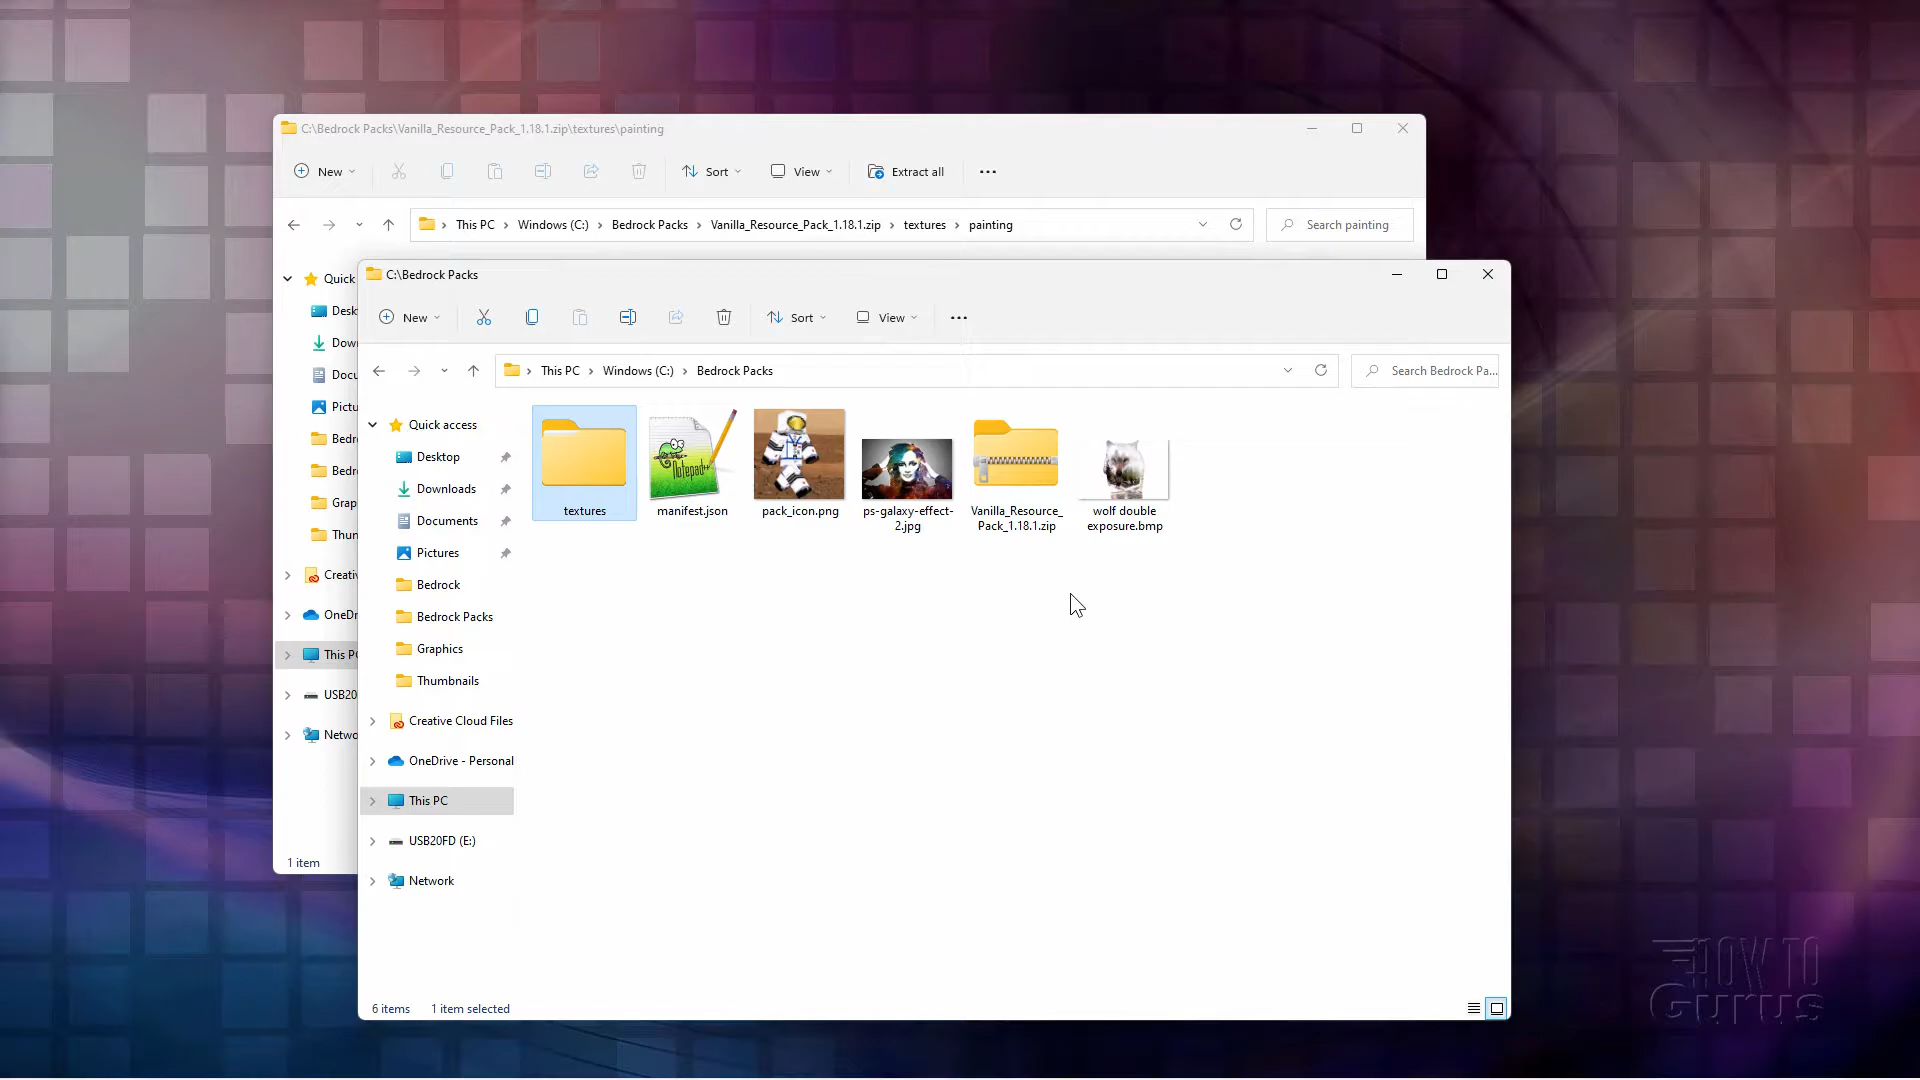 C:\Bedrock Packs\Vanilla_Resource_Pack_1.18.1.zip\textures\painting
New
Sort
View
Extract all
This PC
Windows (C:)
Bedrock Packs
Vanilla_Resource_Pack_1.18.1.zip
textures
painting
Search painting
Quick
Desk
Dow
Docu
Pictu
Bedr
Bedr
Grap
Thun
Creati
OneDr
This PC
USB20
Netwo
1 item
C:\Bedrock Packs
New
Sort
View
This PC
Windows (C:)
Bedrock Packs
Search Bedrock Pa...
Quick access
Desktop
Downloads
Documents
Pictures
Bedrock
Bedrock Packs
Graphics
Thumbnails
Creative Cloud Files
OneDrive - Personal
This PC
USB20FD (E:)
Network
Notepad++
textures
manifest.json
pack_icon.png
ps-galaxy-effect-
2.jpg
Vanilla_Resource_
Pack_1.18.1.zip
wolf double
exposure.bmp
6 items
1 item selected
HOW TO
GURUS